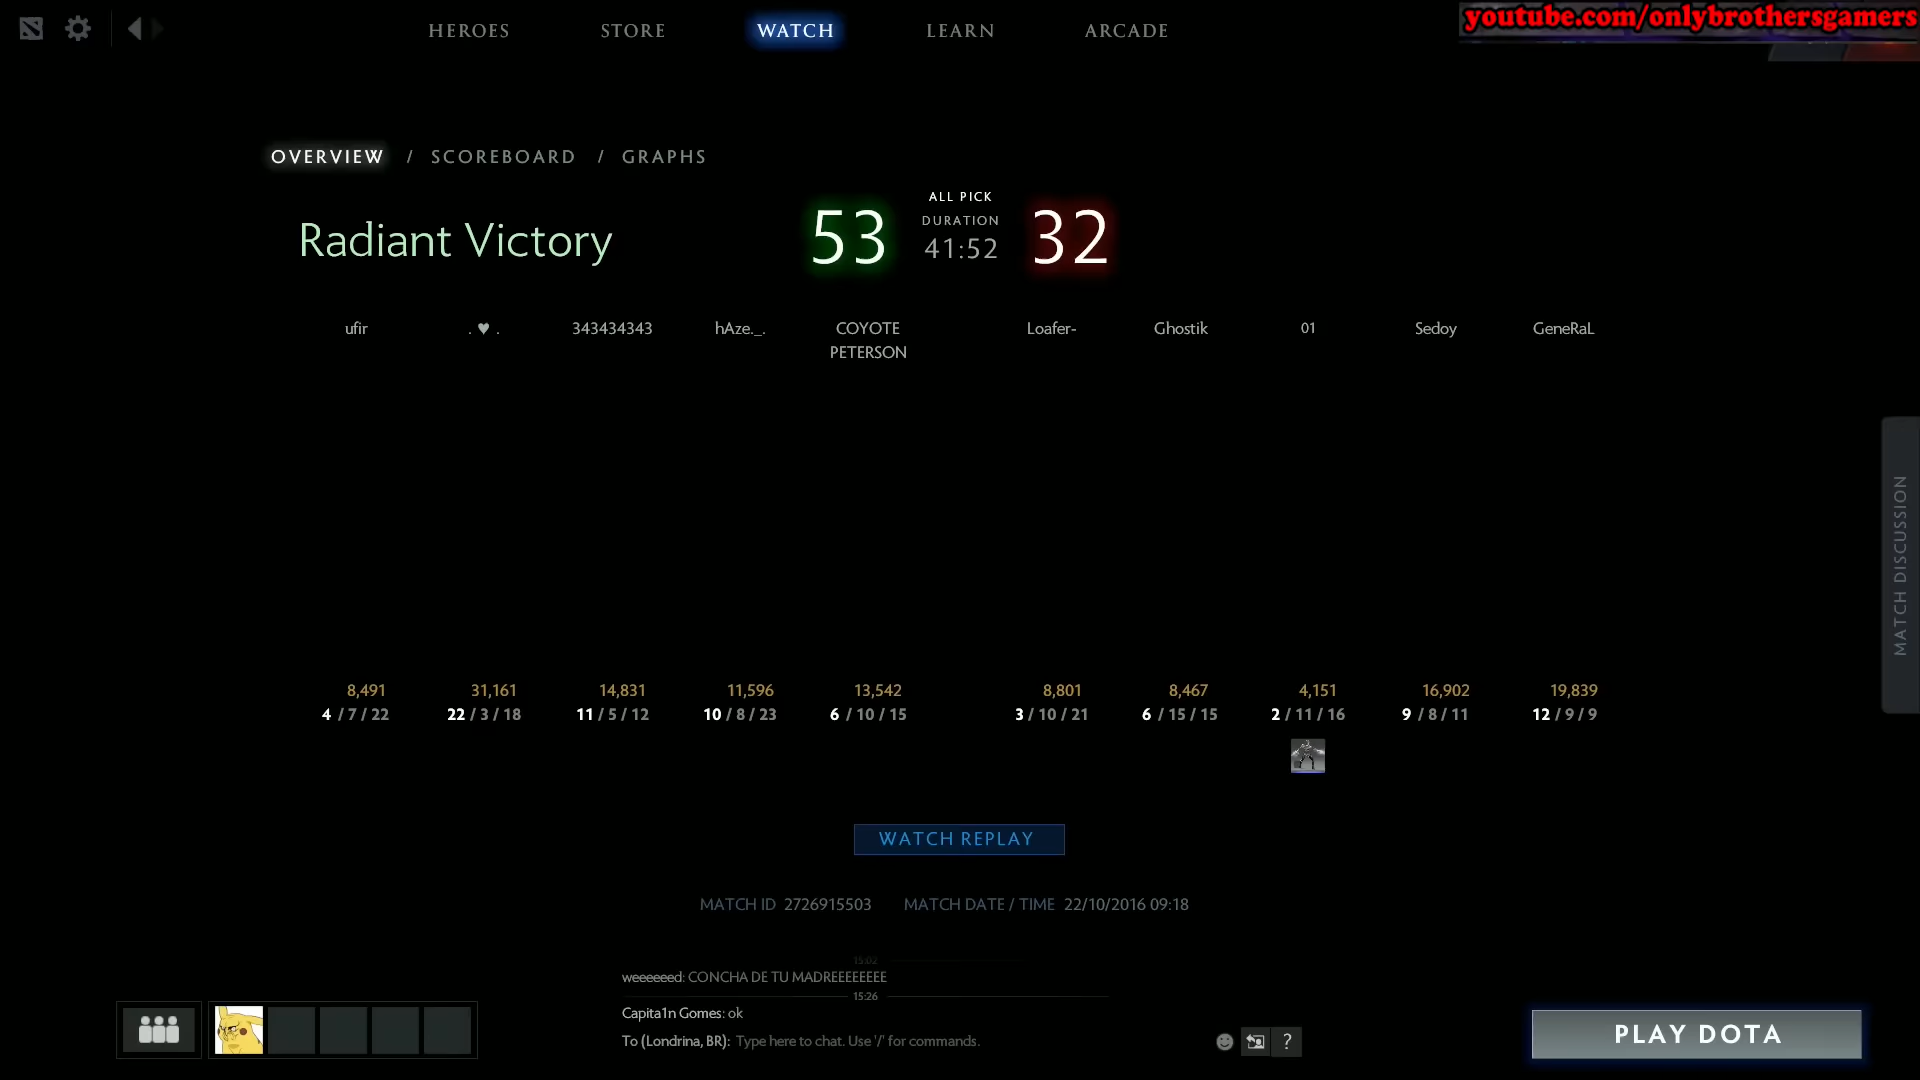 HEROES STORE WATCH LEARN ARCADE
youtube.com/onlybrothersgamers
OVERVIEW / SCOREBOARD / GRAPHS
Radiant Victory
53
ALL PICK
DURATION
41:52
32
ufir . ♥ . 343434343 hAze._. COYOTE PETERSON Loafer- Ghostik 01 Sedoy GeneRaL
8,491 31,161 14,831 11,596 13,542 8,801 8,467 4,151 16,902 19,839
4 / 7 / 22 22 / 3 / 18 11 / 5 / 12 10 / 8 / 23 6 / 10 / 15 3 / 10 / 21 6 / 15 / 15 2 / 11 / 16 9 / 8 / 11 12 / 9 / 9
MATCH DISCUSSION
WATCH REPLAY
MATCH ID 2726915503 MATCH DATE / TIME 22/10/2016 09:18
15:02
weeeeeed: CONCHA DE TU MADREEEEEEEE
15:26
Capita1n Gomes: ok
To (Londrina, BR): Type here to chat. Use '/' for commands.
?
PLAY DOTA